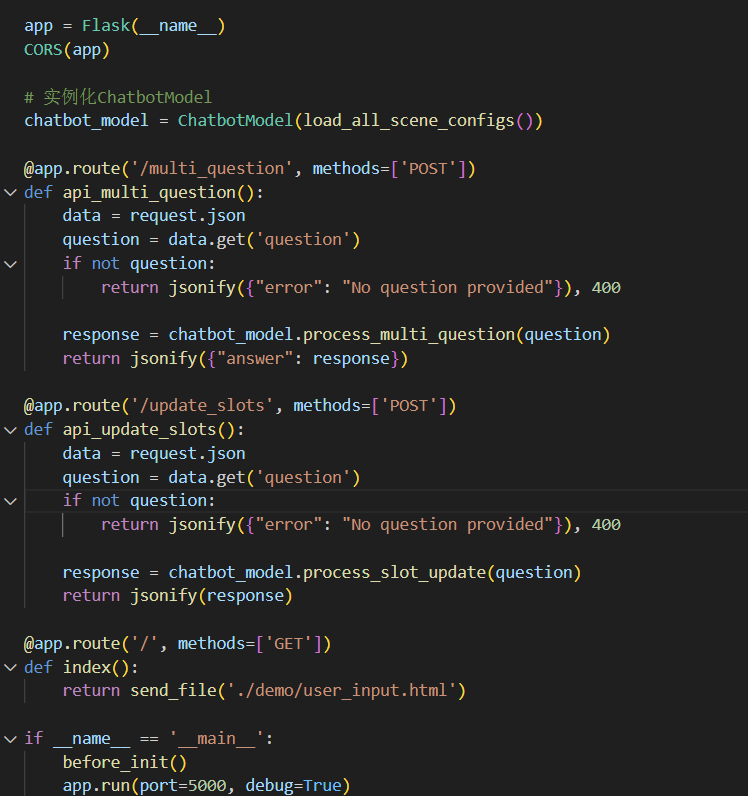 app = Flask(__name__)
CORS(app)
# 实例化ChatbotModel
chatbot_model = ChatbotModel(load_all_scene_configs())
@app.route('/multi_question', methods=['POST'])
def api_multi_question():
    data = request.json
    question = data.get('question')
    if not question:
        return jsonify({"error": "No question provided"}), 400
    response = chatbot_model.process_multi_question(question)
    return jsonify({"answer": response})
@app.route('/update_slots', methods=['POST'])
def api_update_slots():
    data = request.json
    question = data.get('question')
    if not question:
        return jsonify({"error": "No question provided"}), 400
    response = chatbot_model.process_slot_update(question)
    return jsonify(response)
@app.route('/', methods=['GET'])
def index():
    return send_file('./demo/user_input.html')
if __name__ == '__main__':
    before_init()
    app.run(port=5000, debug=True)